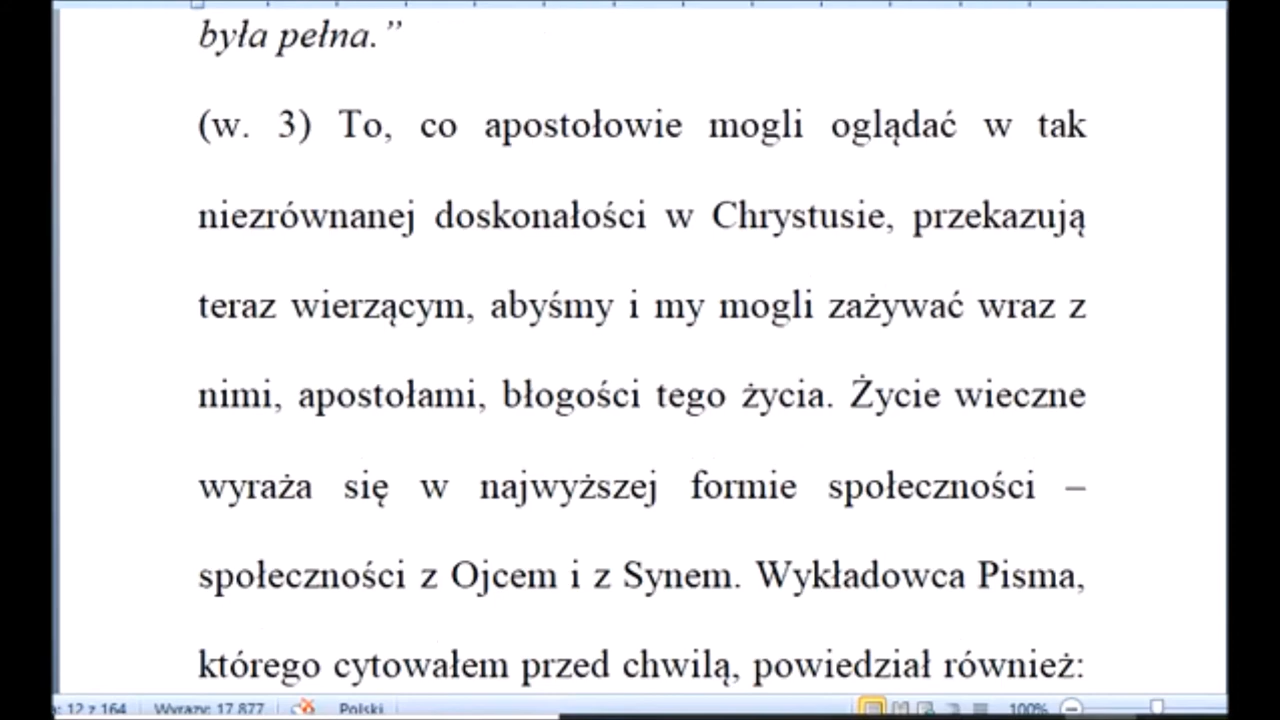 była pełna.”
(w. 3) To, co apostołowie mogli oglądać w tak
niezrównanej doskonałości w Chrystusie, przekazują
teraz wierzącym, abyśmy i my mogli zażywać wraz z
nimi, apostołami, błogości tego życia. Życie wieczne
wyraża się w najwyższej formie społeczności –
społeczności z Ojcem i z Synem. Wykładowca Pisma,
którego cytowałem przed chwilą, powiedział również:
: 12 z 164 Wyrazy: 17 877 Polski 100%